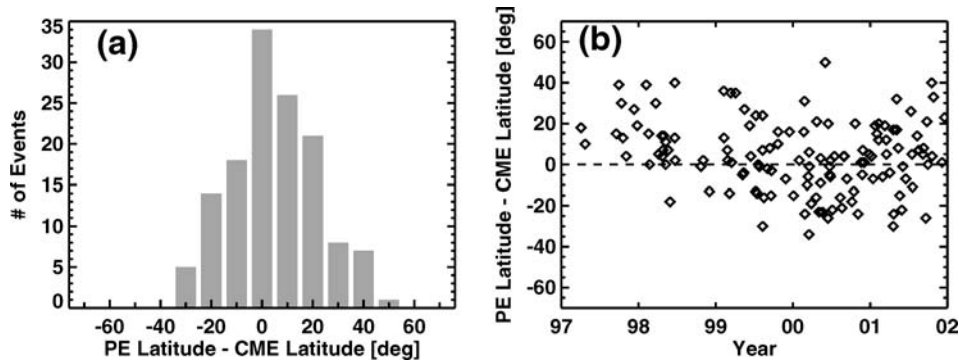 (a)
# of Events
35
30
25
20
15
10
5
0
-60 -40 -20 0 20 40 60
PE Latitude - CME Latitude [deg]
(b)
PE Latitude - CME Latitude [deg]
60
40
20
0
-20
-40
-60
97 98 99 00 01 02
Year